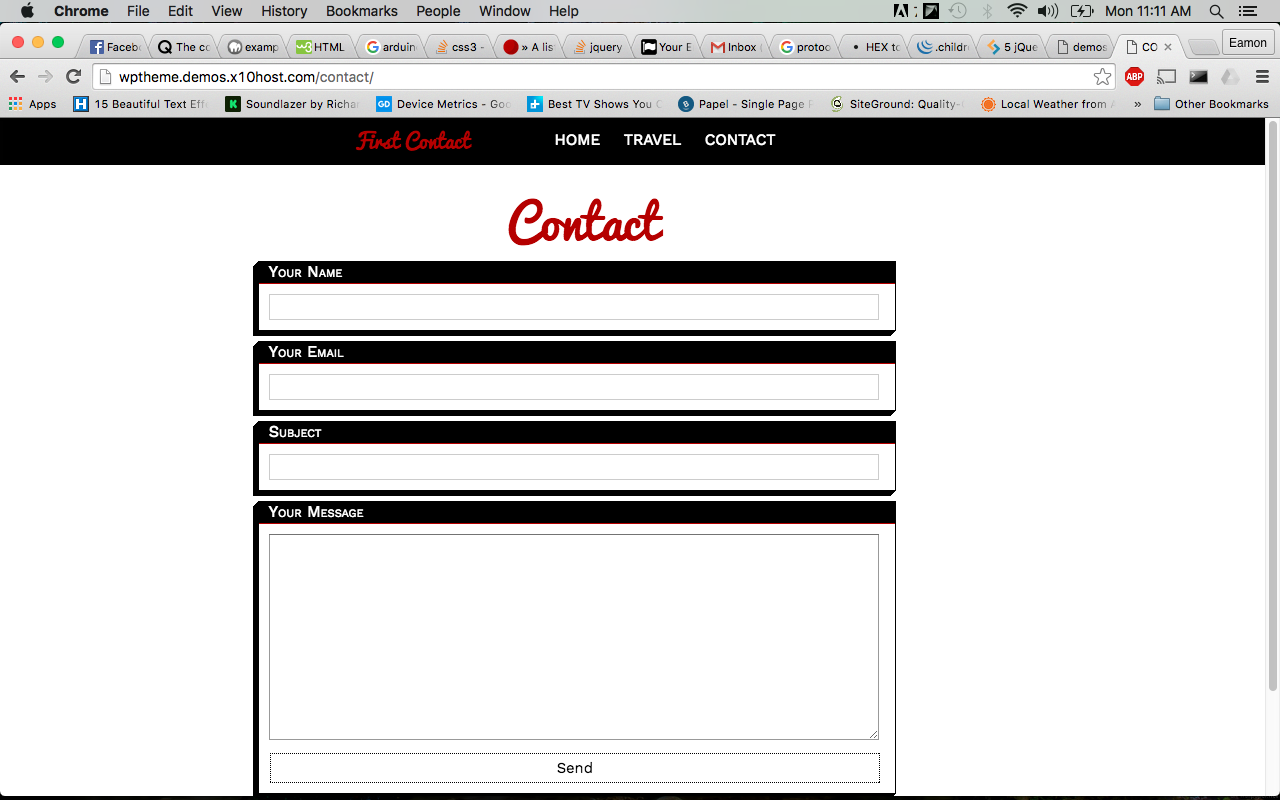 Chrome File Edit View History Bookmarks People Window Help Mon 11:11 AM
Faceb The co examp HTML arduin css3 - » A lis jquery Your E Inbox protoo HEX to .childr 5 jQue demos CO Eamon
wptheme.demos.x10host.com/contact/ ABP
Apps 15 Beautiful Text Eff Soundlazer by Richar Device Metrics - Goo Best TV Shows You C Papel - Single Page SiteGround: Quality- Local Weather from » Other Bookmarks
First Contact HOME TRAVEL CONTACT
Contact
Your Name
Your Email
Subject
Your Message
Send